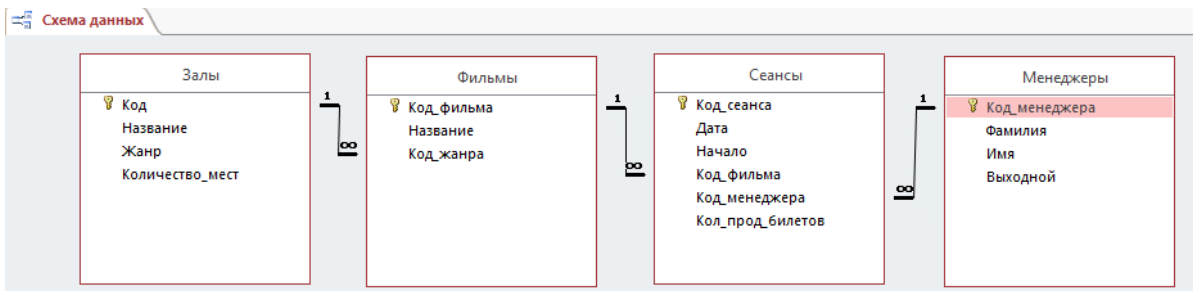 Схема данных
Залы
Код
Название
Жанр
Количество_мест
1
∞
Фильмы
Код_фильма
Название
Код_жанра
1
∞
Сеансы
Код_сеанса
Дата
Начало
Код_фильма
Код_менеджера
Кол_прод_билетов
1
∞
Менеджеры
Код_менеджера
Фамилия
Имя
Выходной